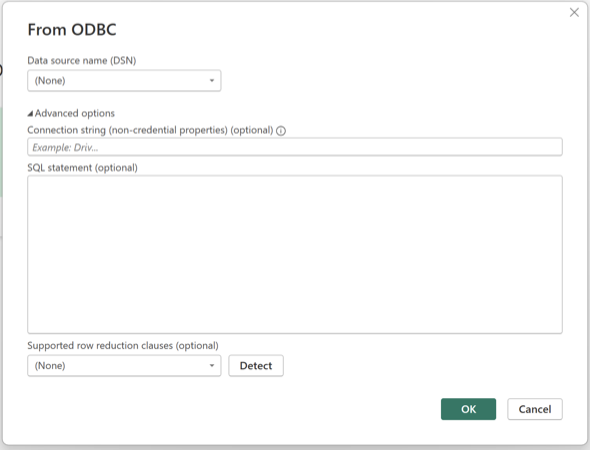 From ODBC
Data source name (DSN)
(None)
Advanced options
Connection string (non-credential properties) (optional)
Example: Driv...
SQL statement (optional)
Supported row reduction clauses (optional)
(None) Detect
OK Cancel